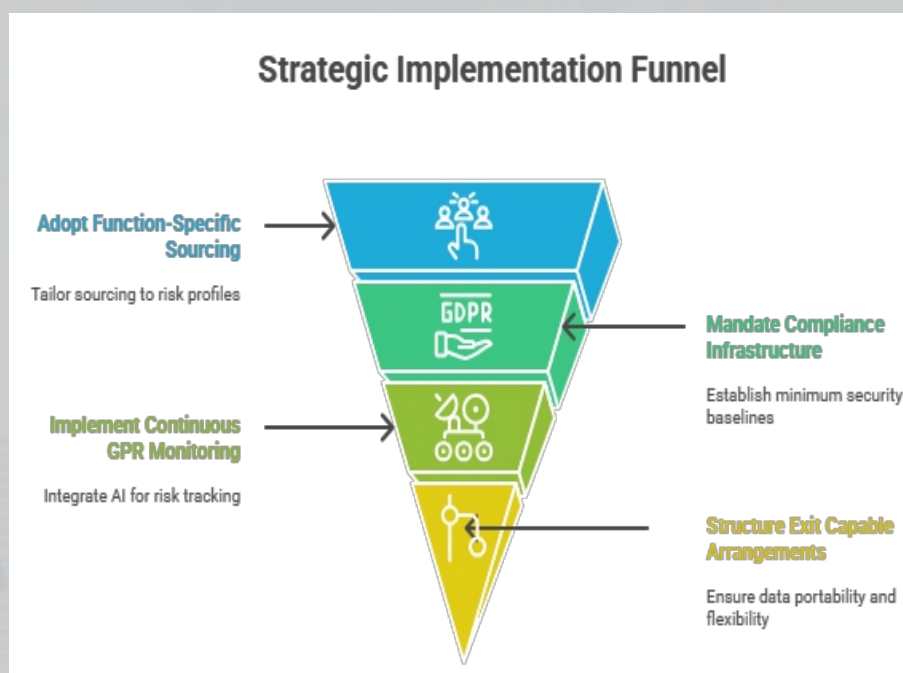 Strategic Implementation Funnel
Adopt Function-Specific
Sourcing
Tailor sourcing to risk profiles
GDPR
Mandate Compliance
Infrastructure
Establish minimum security
baselines
Implement Continuous
GPR Monitoring
Integrate AI for risk tracking
Structure Exit Capable
Arrangements
Ensure data portability and
flexibility